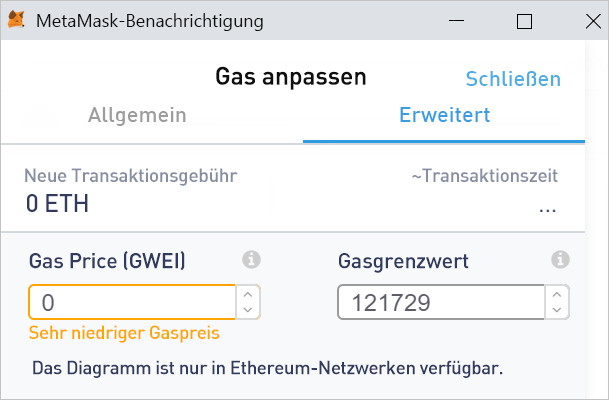 MetaMask-Benachrichtigung
Gas anpassen
Schließen
Allgemein
Erweitert
Neue Transaktionsgebühr
~Transaktionszeit
0 ETH
...
Gas Price (GWEI)
Gasgrenzwert
0
121729
Sehr niedriger Gaspreis
Das Diagramm ist nur in Ethereum-Netzwerken verfügbar.